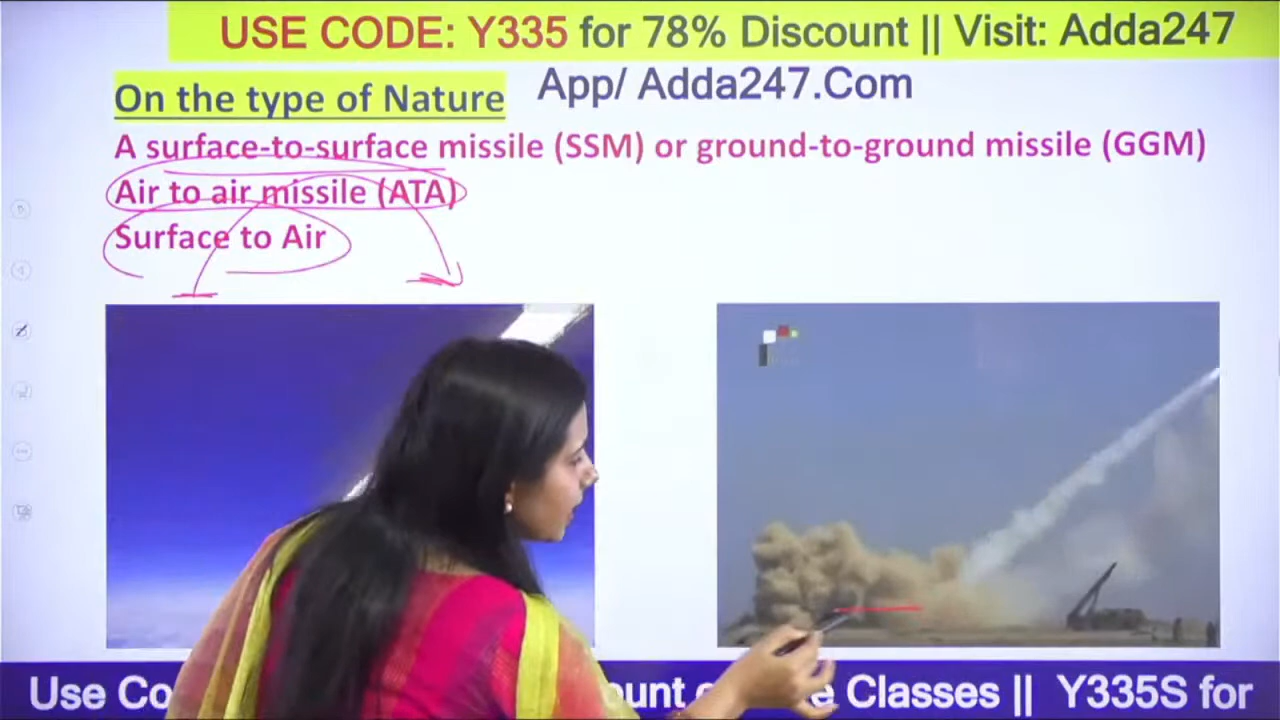 USE CODE: Y335 for 78% Discount || Visit: Adda247
App/ Adda247.Com
On the type of Nature
A surface-to-surface missile (SSM) or ground-to-ground missile (GGM)
Air to air missile (ATA)
Surface to Air
Use Co ount e Classes || Y335S for